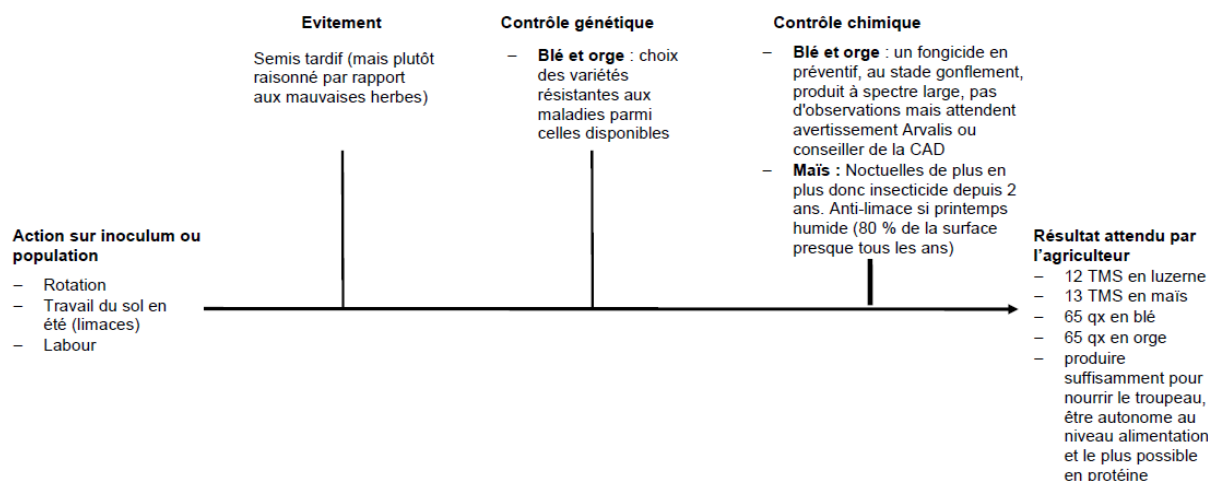 Evitement
Semis tardif (mais plutôt
raisonné par rapport
aux mauvaises herbes)
Contrôle génétique
– Blé et orge : choix
des variétés
résistantes aux
maladies parmi
celles disponibles
Contrôle chimique
– Blé et orge : un fongicide en
préventif, au stade gonflement,
produit à spectre large, pas
d'observations mais attendent
avertissement Arvalis ou
conseiller de la CAD
– Maïs : Noctuelles de plus en
plus donc insecticide depuis 2
ans. Anti-limace si printemps
humide (80 % de la surface
presque tous les ans)
Action sur inoculum ou
population
– Rotation
– Travail du sol en
été (limaces)
– Labour
Résultat attendu par
l'agriculteur
– 12 TMS en luzerne
– 13 TMS en maïs
– 65 qx en blé
– 65 qx en orge
– produire
suffisamment pour
nourrir le troupeau,
être autonome au
niveau alimentation
et le plus possible
en protéine